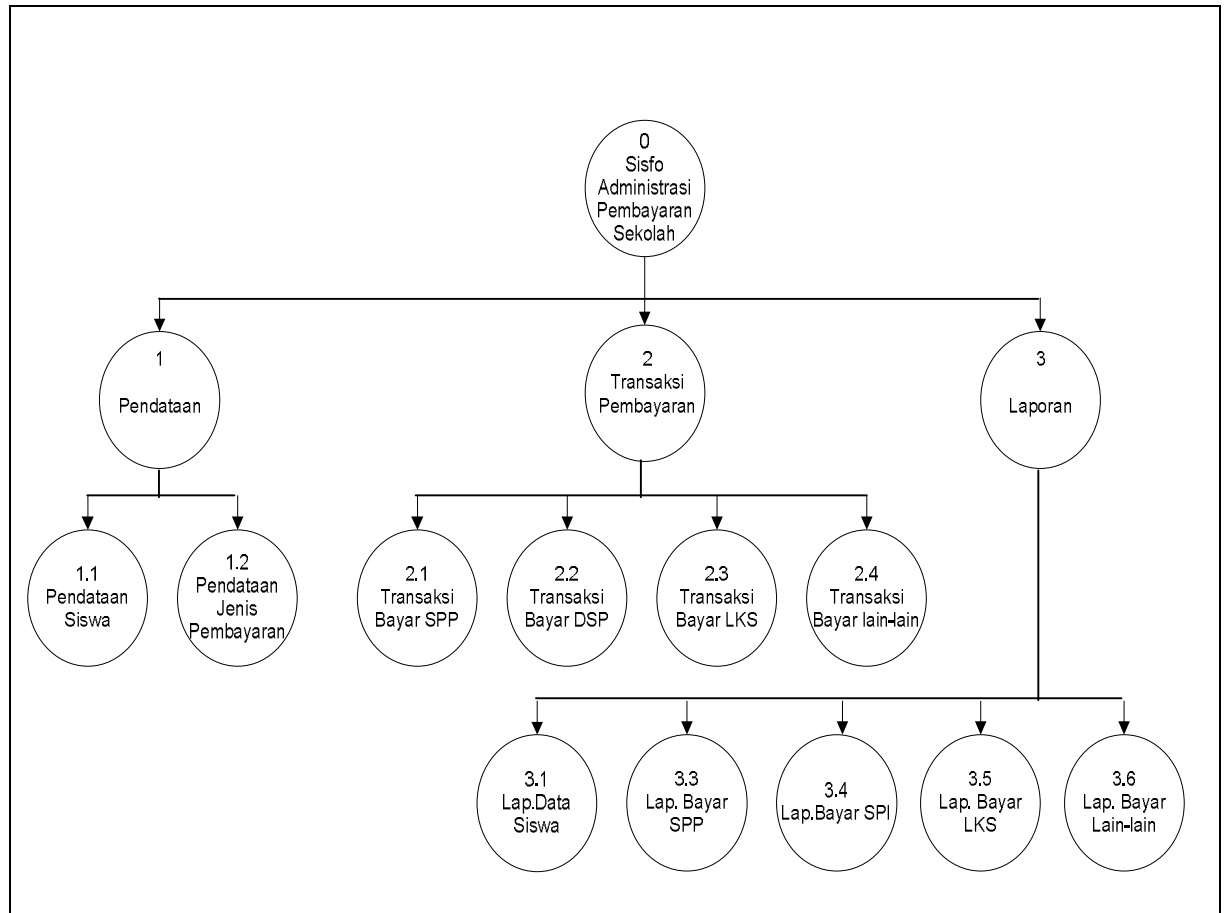 0
Sisfo
Administrasi
Pembayaran
Sekolah
1
Pendataan
2
Transaksi
Pembayaran
3
Laporan
1.1
Pendataan
Siswa
1.2
Pendataan
Jenis
Pembayaran
2.1
Transaksi
Bayar SPP
2.2
Transaksi
Bayar DSP
2.3
Transaksi
Bayar LKS
2.4
Transaksi
Bayar lain-lain
3.1
Lap.Data
Siswa
3.3
Lap. Bayar
SPP
3.4
Lap.Bayar SPI
3.5
Lap. Bayar
LKS
3.6
Lap. Bayar
Lain-lain